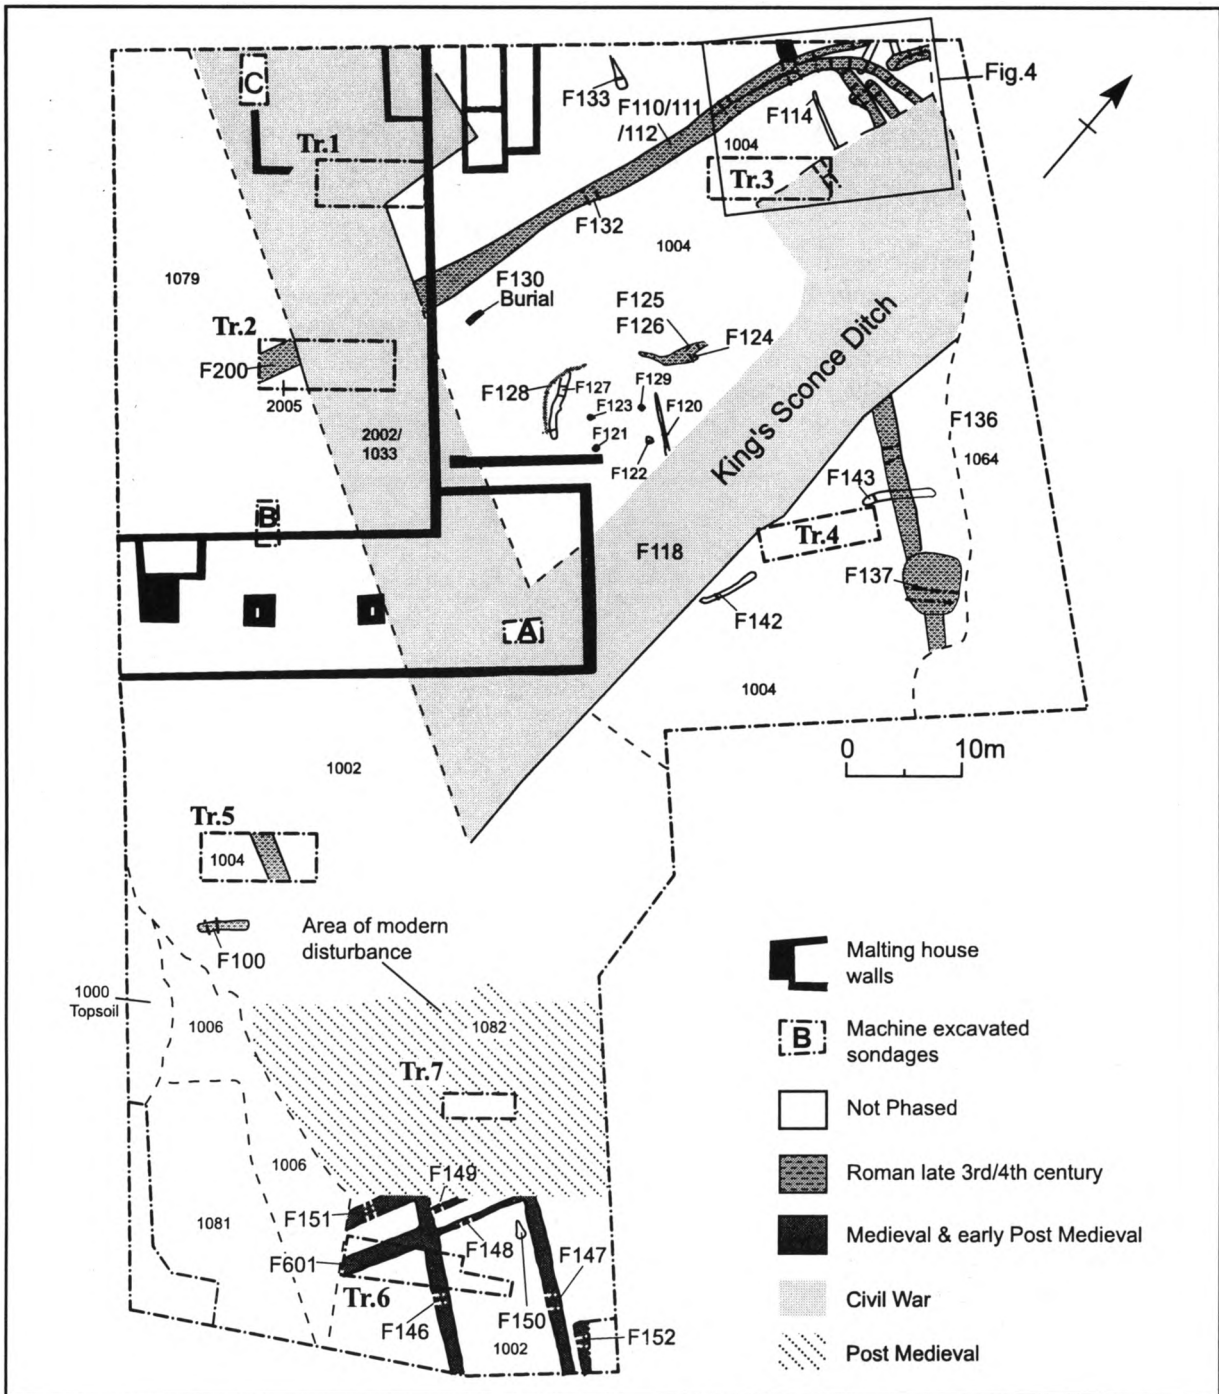 C
F133
F110/111
/112
F114
Fig.4
Tr.1
1004
Tr.3
F132
1004
1079
F130
Burial
F125
F126
F124
Tr.2
F200
2005
F128
F127
F129
F123
F120
F121
F122
2002/
1033
King's Sconce Ditch
F136
1064
F143
B
Tr.4
F118
F137
A
F142
1004
0
10m
1002
Tr.5
1004
F100
Area of modern
disturbance
1000
Topsoil
1006
1082
Tr.7
1006
1081
F149
F151
F148
F147
F601
Tr.6
F146
F150
F152
1002
Malting house
walls
B
Machine excavated
sondages
Not Phased
Roman late 3rd/4th century
Medieval & early Post Medieval
Civil War
Post Medieval